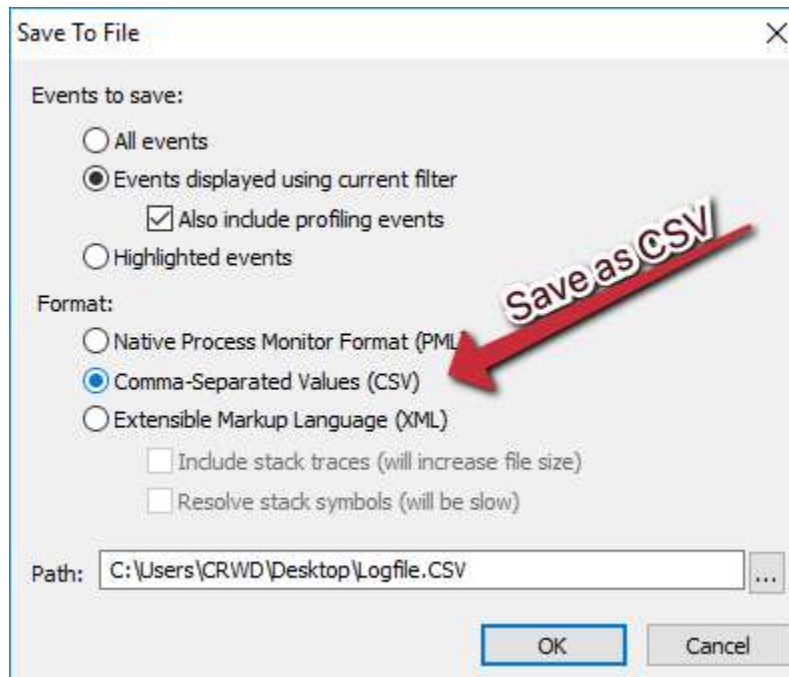 Save To File
Events to save:
All events
Events displayed using current filter
Also include profiling events
Highlighted events
Save as CSV
Format:
Native Process Monitor Format (PML
Comma-Separated Values (CSV)
Extensible Markup Language (XML)
Include stack traces (will increase file size)
Resolve stack symbols (will be slow)
Path: C:\Users\CRWD\Desktop\Logfile.CSV ...
OK Cancel